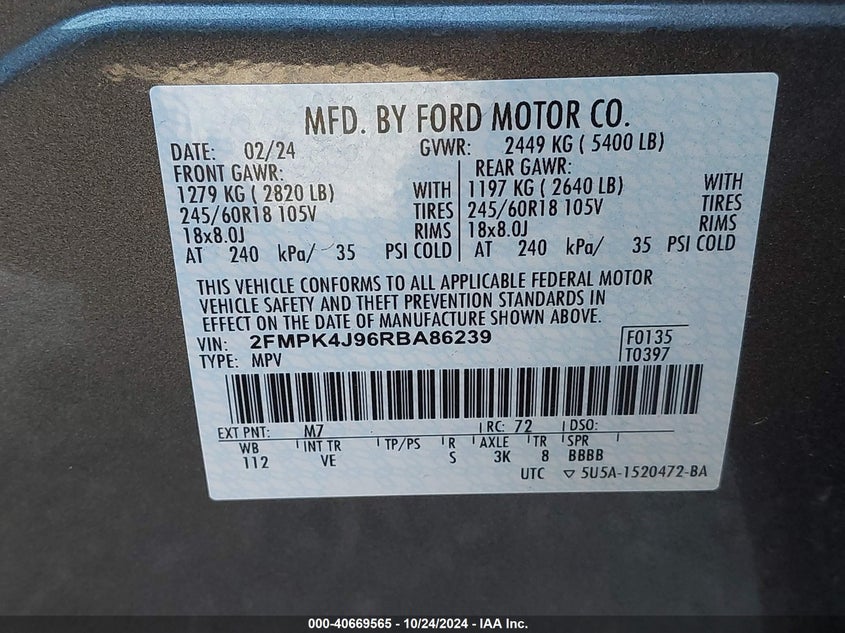 MFD. BY FORD MOTOR CO.
DATE: 02/24 GVWR: 2449 KG ( 5400 LB)
FRONT GAWR: REAR GAWR:
1279 KG ( 2820 LB) WITH 1197 KG ( 2640 LB) WITH
245/60R18 105V TIRES 245/60R18 105V TIRES
18x8.0J RIMS 18x8.0J RIMS
AT 240 kPa/ 35 PSI COLD AT 240 kPa/ 35 PSI COLD
THIS VEHICLE CONFORMS TO ALL APPLICABLE FEDERAL MOTOR
VEHICLE SAFETY AND THEFT PREVENTION STANDARDS IN
EFFECT ON THE DATE OF MANUFACTURE SHOWN ABOVE.
VIN: 2FMPK4J96RBA86239 F0135
TYPE: MPV T0397
EXT PNT: M7 RC: 72 DSO:
WB INT TR TP/PS R AXLE TR SPR
112 VE S 3K 8 BBBB
UTC ▽ 5U5A-1520472-BA
000-40669565 - 10/24/2024 - IAA Inc.